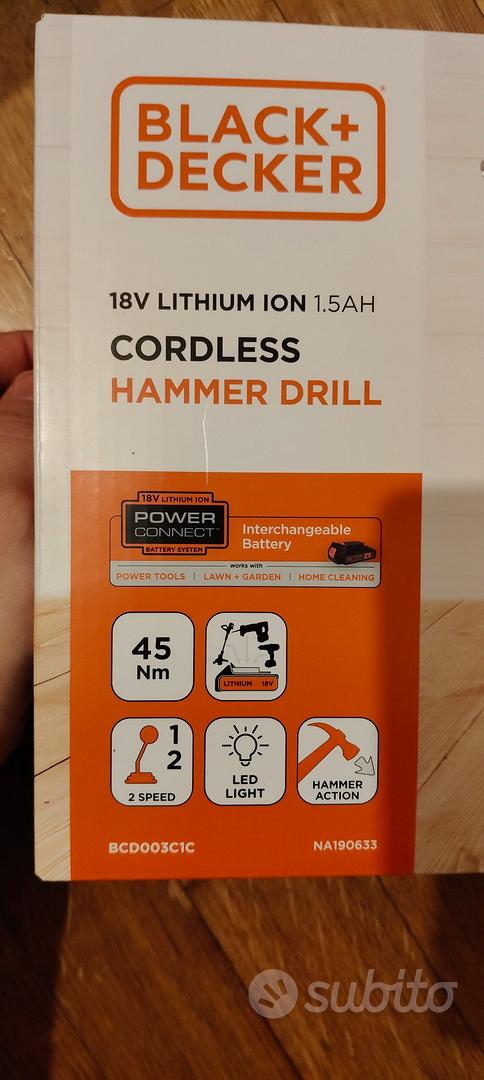 BLACK+
DECKER
18V LITHIUM ION 1.5AH
CORDLESS
HAMMER DRILL
18V LITHIUM ION
POWER
CONNECT™
BATTERY SYSTEM
Interchangeable
Battery
works with
POWER TOOLS | LAWN + GARDEN | HOME CLEANING
45
Nm
LITHIUM 18V
1
2
2 SPEED
LED
LIGHT
HAMMER
ACTION
BCD003C1C
NA190633
subito